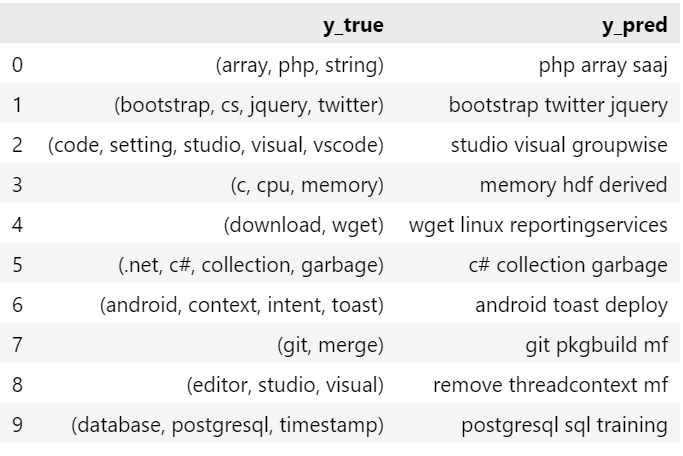 y_true y_pred
0 (array, php, string) php array saaj
1 (bootstrap, cs, jquery, twitter) bootstrap twitter jquery
2 (code, setting, studio, visual, vscode) studio visual groupwise
3 (c, cpu, memory) memory hdf derived
4 (download, wget) wget linux reportingservices
5 (.net, c#, collection, garbage) c# collection garbage
6 (android, context, intent, toast) android toast deploy
7 (git, merge) git pkgbuild mf
8 (editor, studio, visual) remove threadcontext mf
9 (database, postgresql, timestamp) postgresql sql training